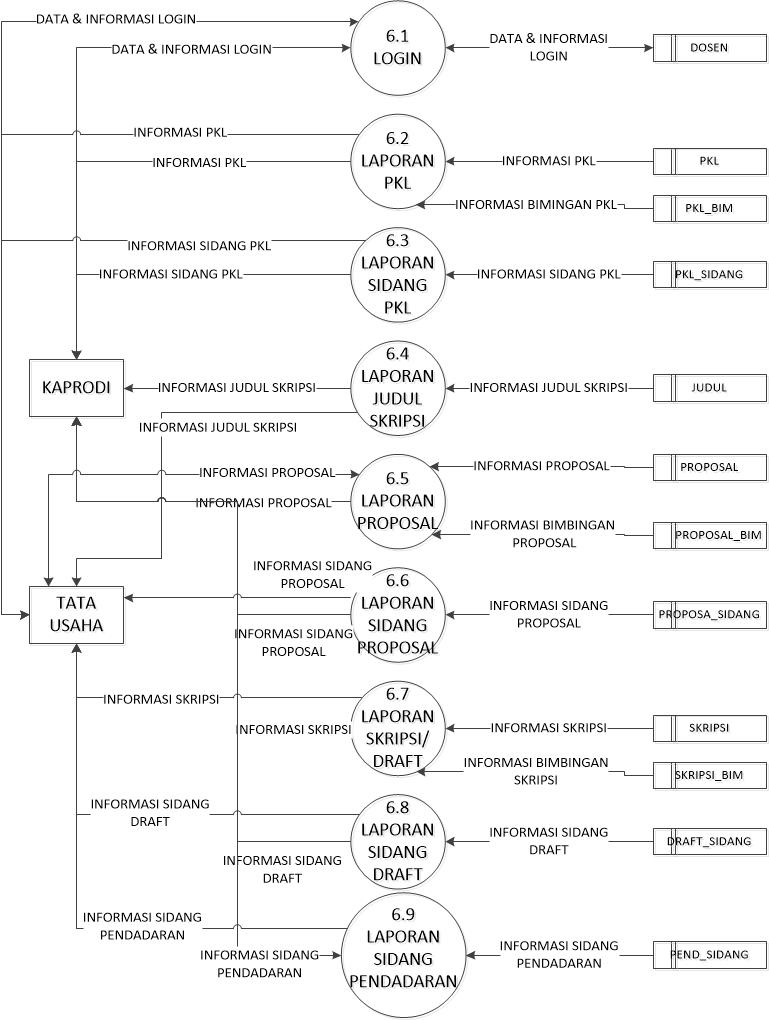 DATA & INFORMASI LOGIN
DATA & INFORMASI LOGIN
6.1
LOGIN
DATA & INFORMASI
LOGIN
DOSEN
INFORMASI PKL
INFORMASI PKL
6.2
LAPORAN
PKL
INFORMASI PKL
PKL
INFORMASI BIMINGAN PKL
PKL_BIM
INFORMASI SIDANG PKL
INFORMASI SIDANG PKL
6.3
LAPORAN
SIDANG
PKL
INFORMASI SIDANG PKL
PKL_SIDANG
KAPRODI
INFORMASI JUDUL SKRIPSI
INFORMASI JUDUL SKRIPSI
6.4
LAPORAN
JUDUL
SKRIPSI
INFORMASI JUDUL SKRIPSI
JUDUL
INFORMASI PROPOSAL
INFORMASI PROPOSAL
6.5
LAPORAN
PROPOSAL
INFORMASI PROPOSAL
PROPOSAL
INFORMASI BIMBINGAN
PROPOSAL
PROPOSAL_BIM
TATA
USAHA
INFORMASI SIDANG
PROPOSAL
INFORMASI SIDANG
PROPOSAL
6.6
LAPORAN
SIDANG
PROPOSAL
INFORMASI SIDANG
PROPOSAL
PROPOSA_SIDANG
INFORMASI SKRIPSI
INFORMASI SKRIPSI
6.7
LAPORAN
SKRIPSI/
DRAFT
INFORMASI SKRIPSI
SKRIPSI
INFORMASI BIMBINGAN
SKRIPSI
SKRIPSI_BIM
INFORMASI SIDANG
DRAFT
INFORMASI SIDANG
DRAFT
6.8
LAPORAN
SIDANG
DRAFT
INFORMASI SIDANG
DRAFT
DRAFT_SIDANG
INFORMASI SIDANG
PENDADARAN
INFORMASI SIDANG
PENDADARAN
6.9
LAPORAN
SIDANG
PENDADARAN
INFORMASI SIDANG
PENDADARAN
PEND_SIDANG